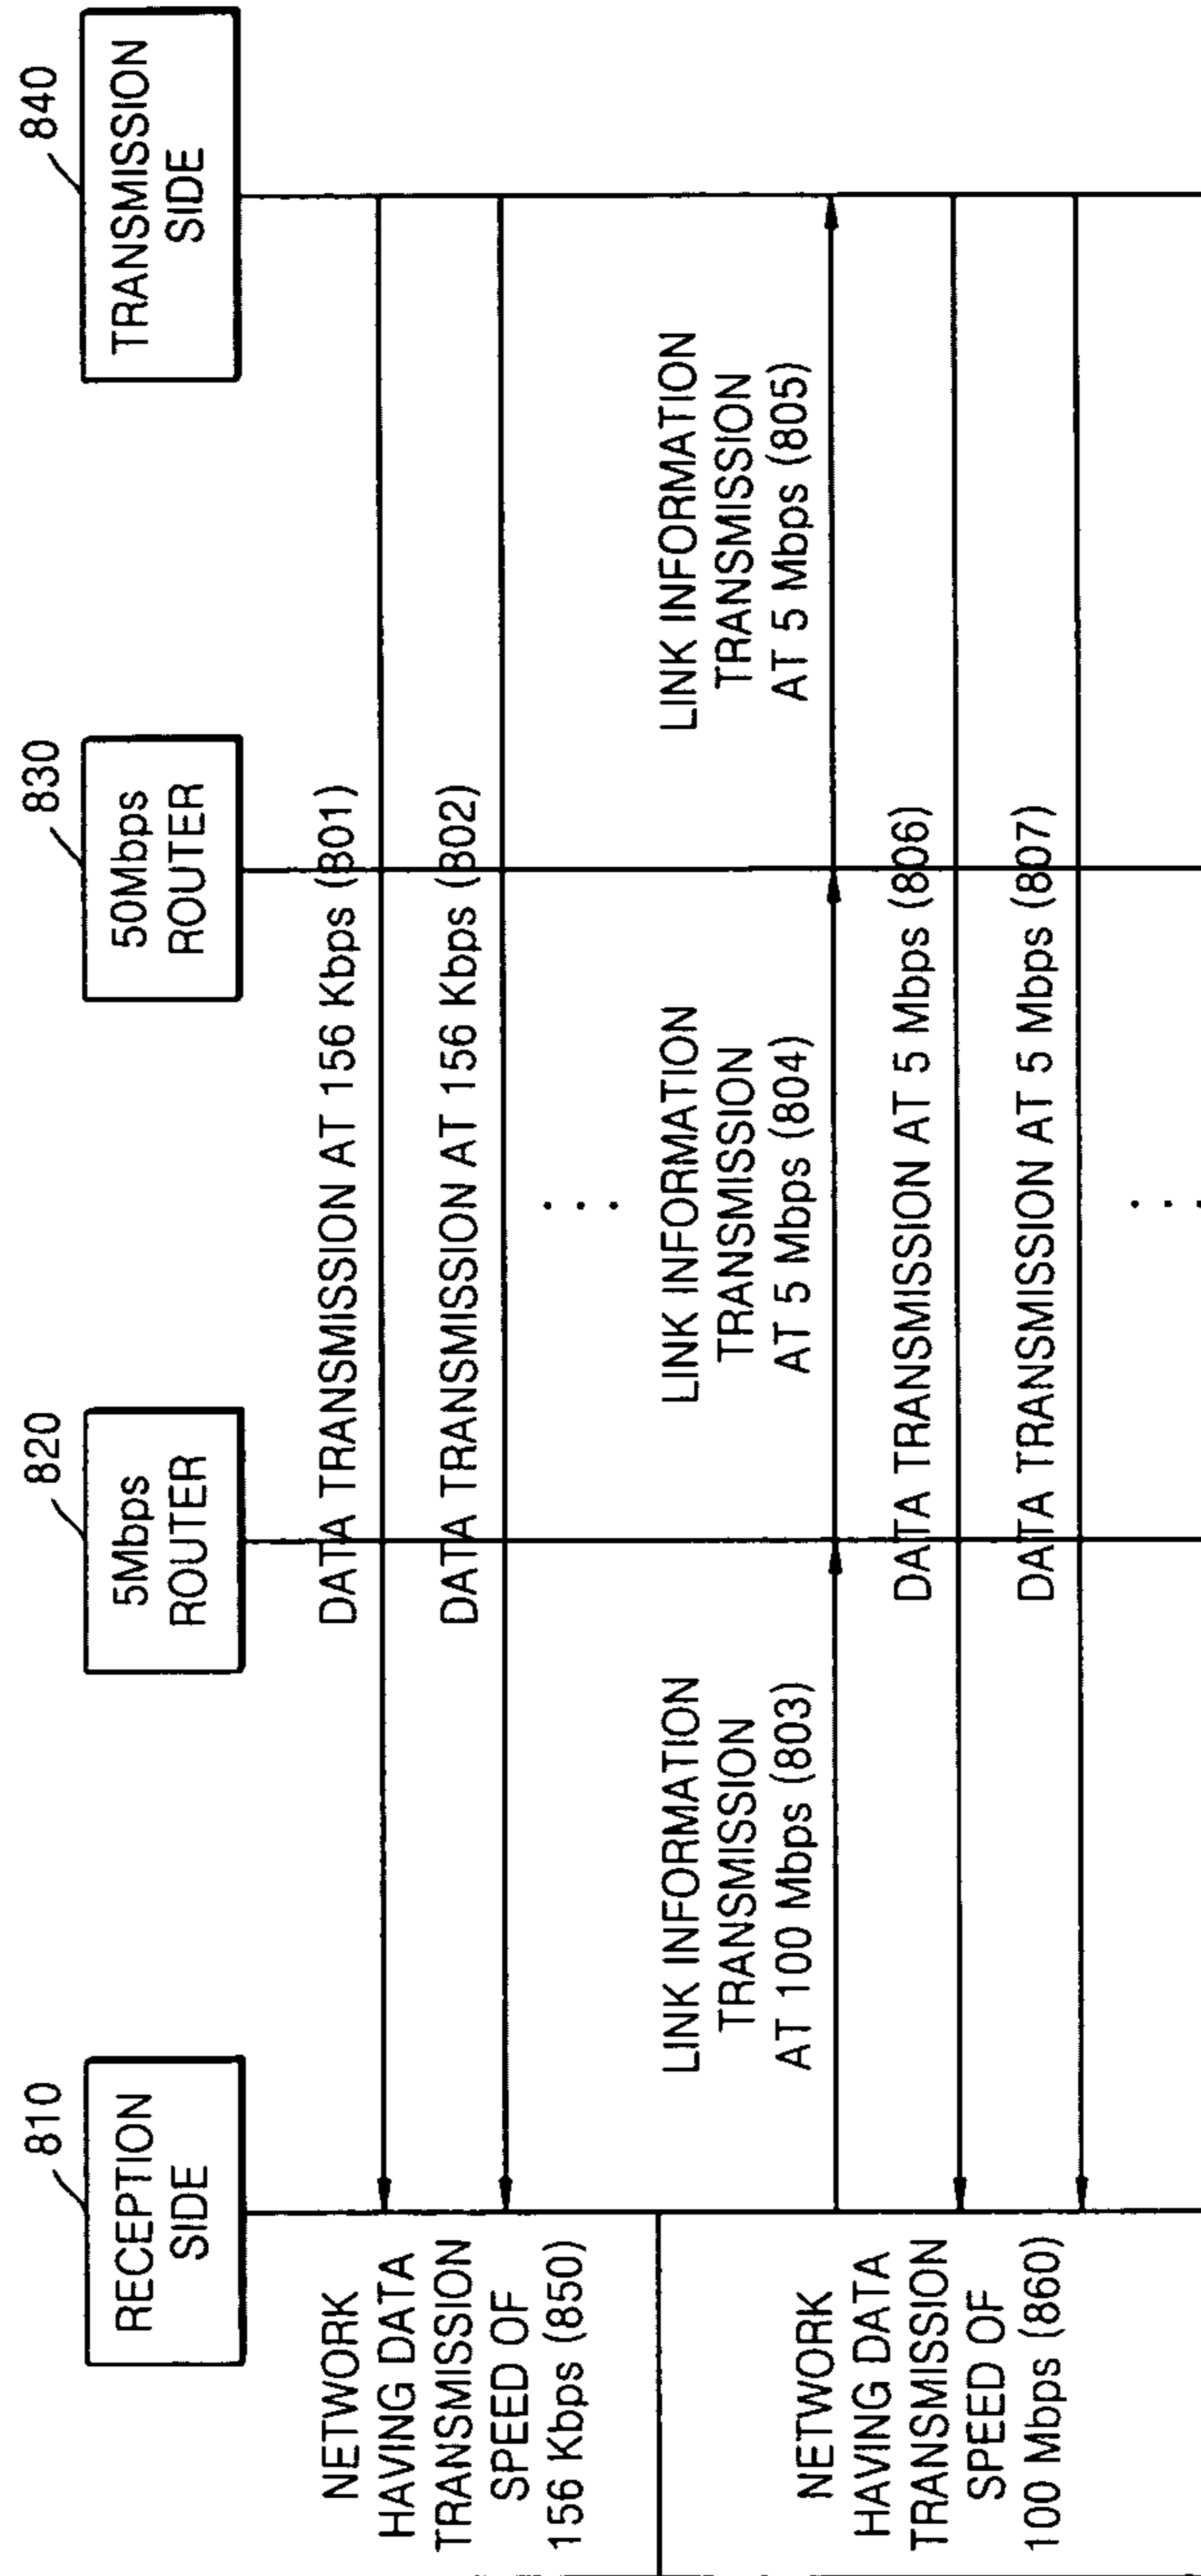 810
RECEPTION
SIDE
820
5Mbps
ROUTER
830
50Mbps
ROUTER
840
TRANSMISSION
SIDE
NETWORK
HAVING DATA
TRANSMISSION
SPEED OF
156 Kbps (850)
DATA TRANSMISSION AT 156 Kbps (801)
DATA TRANSMISSION AT 156 Kbps (802)
...
NETWORK
HAVING DATA
TRANSMISSION
SPEED OF
100 Mbps (860)
LINK INFORMATION
TRANSMISSION
AT 100 Mbps (803)
LINK INFORMATION
TRANSMISSION
AT 5 Mbps (804)
LINK INFORMATION
TRANSMISSION
AT 5 Mbps (805)
DATA TRANSMISSION AT 5 Mbps (806)
DATA TRANSMISSION AT 5 Mbps (807)
...